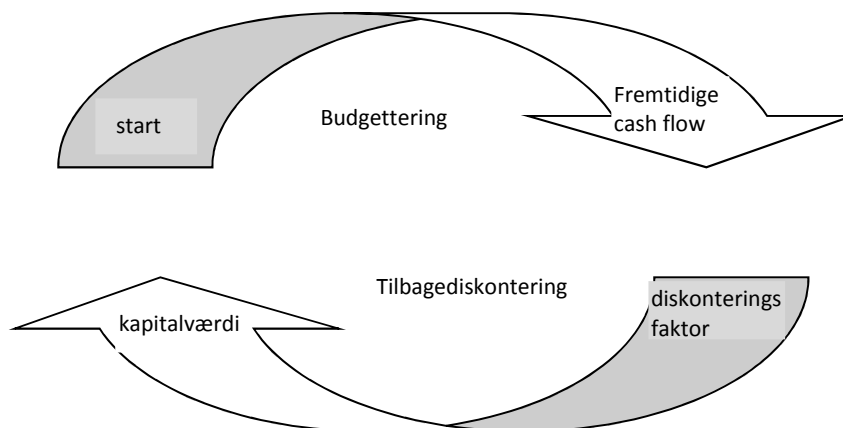 start
Budgettering
Fremtidige
cash flow
Tilbagediskontering
kapitalværdi
diskonterings
faktor